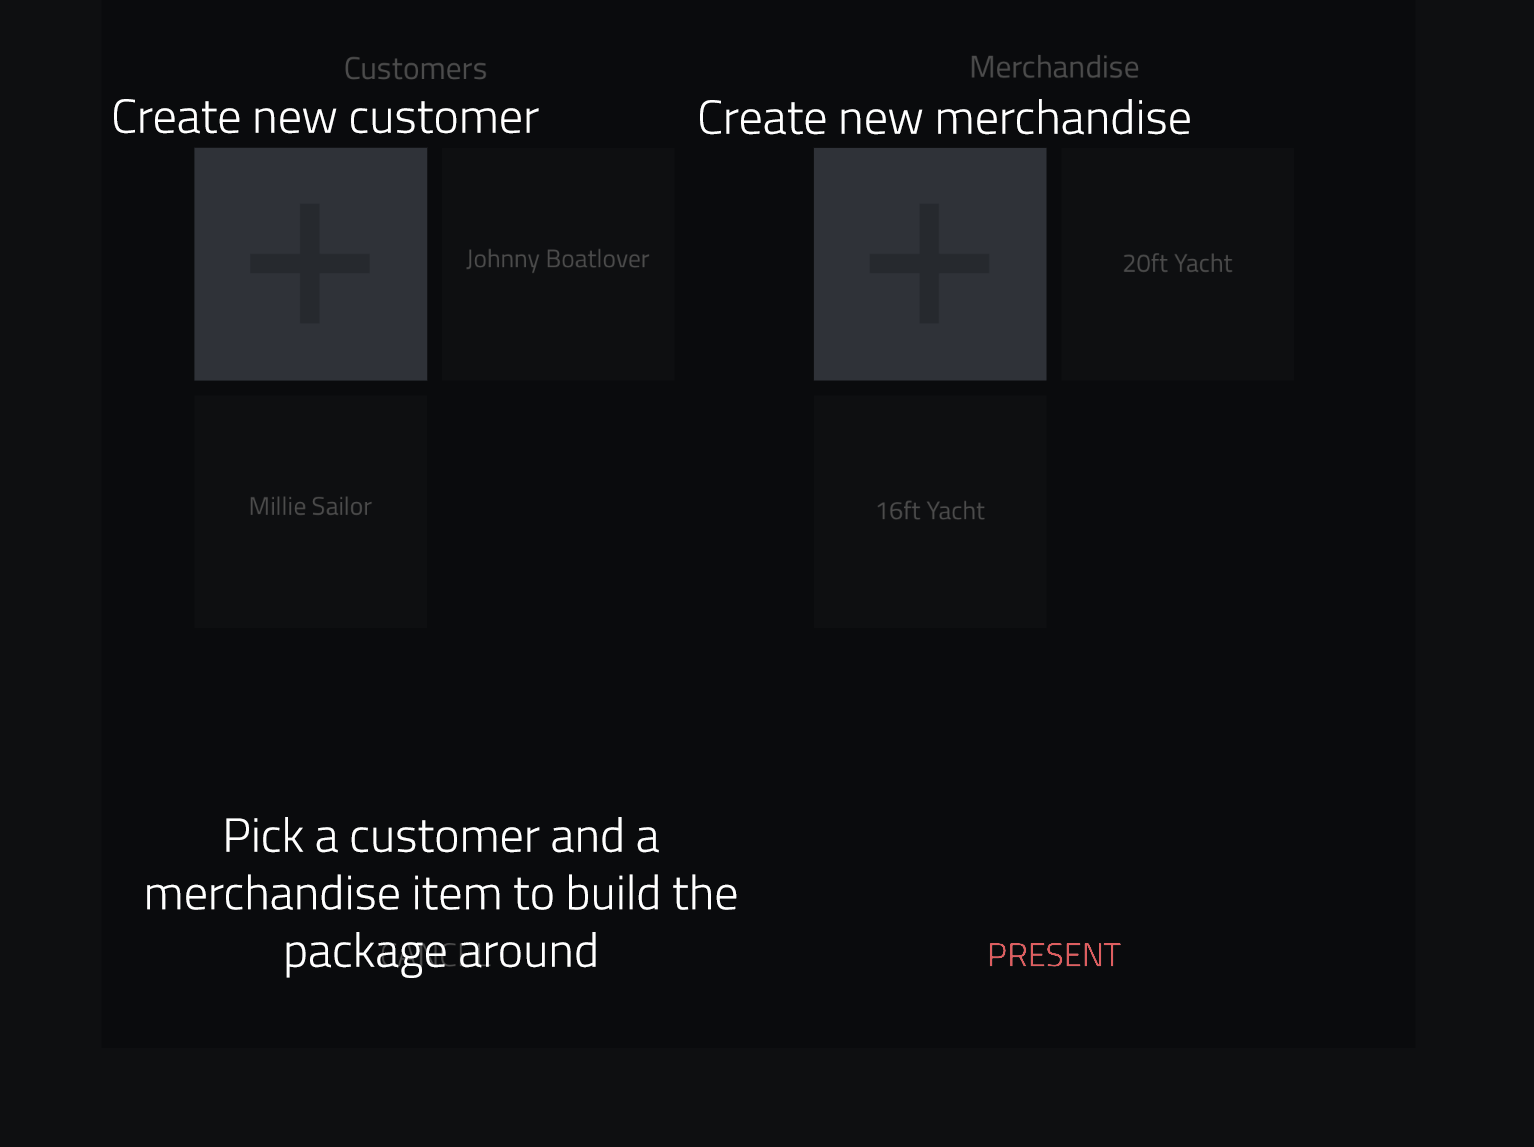 Customers
Merchandise
Create new customer
Create new merchandise
Johnny Boatlover
20ft Yacht
Millie Sailor
16ft Yacht
Pick a customer and a
merchandise item to build the
package around
CANCEL
PRESENT